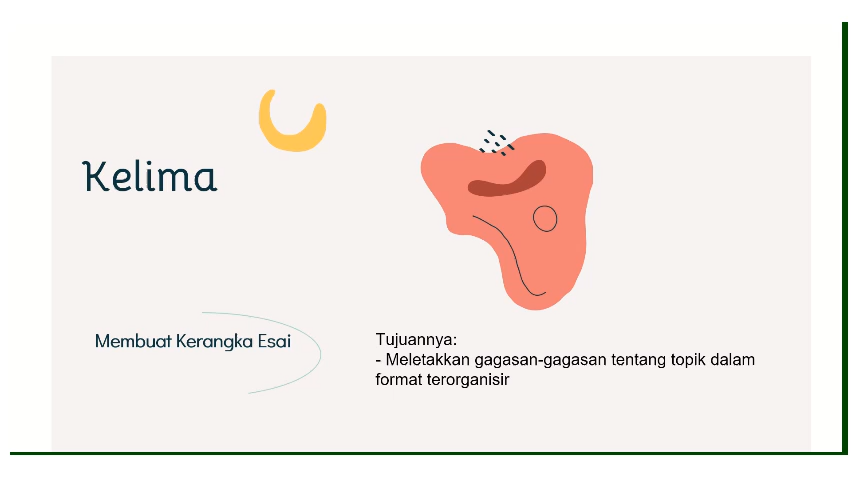 Kelima
Membuat Kerangka Esai
Tujuannya:
- Meletakkan gagasan-gagasan tentang topik dalam
format terorganisir